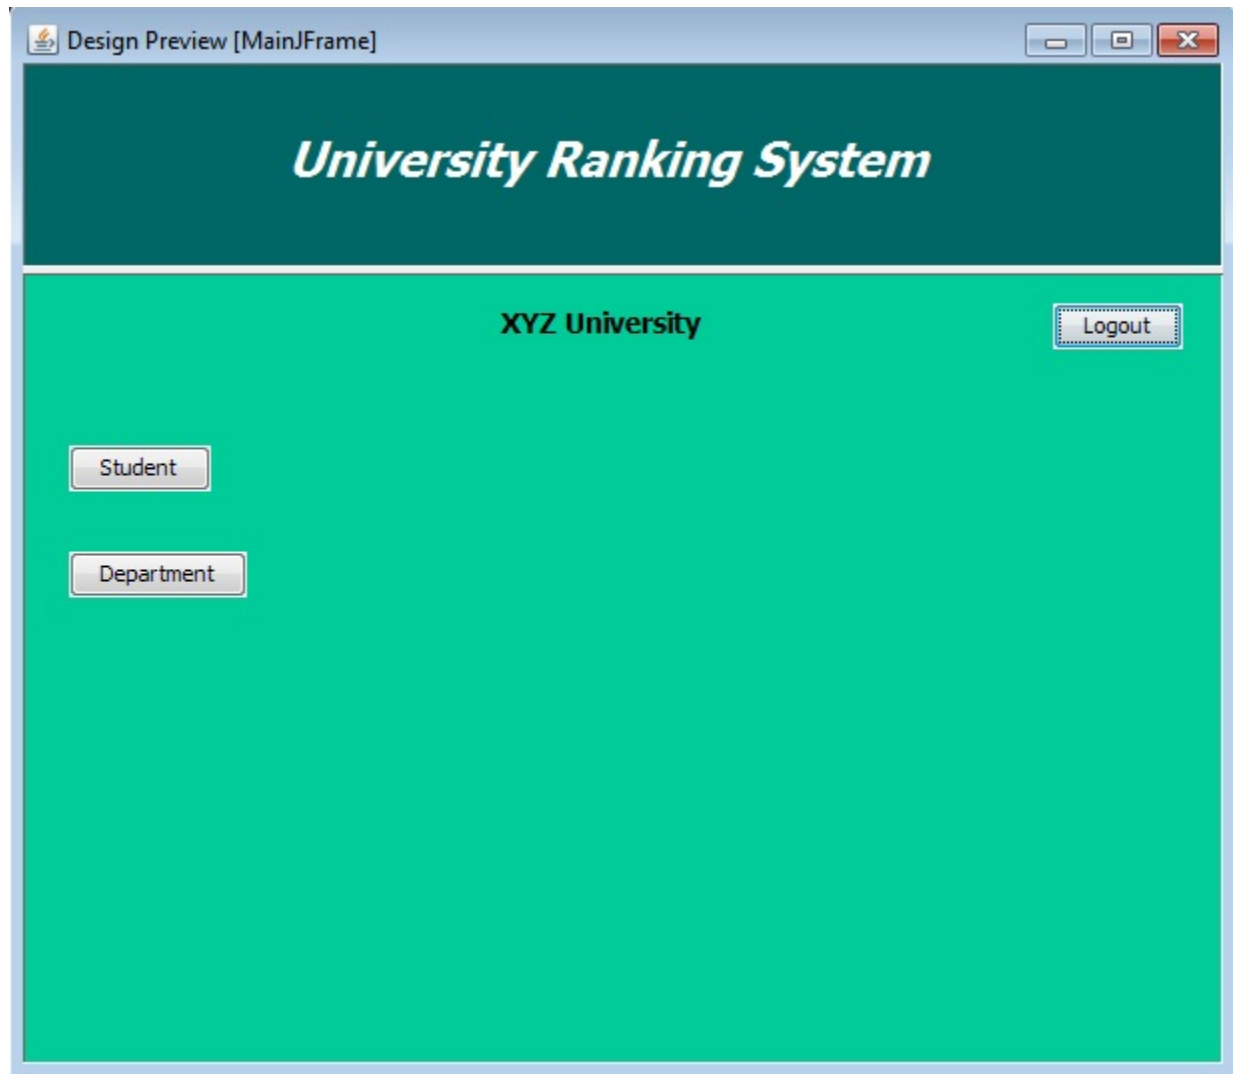 Design Preview [MainJFrame]
University Ranking System
XYZ University
Logout
Student
Department